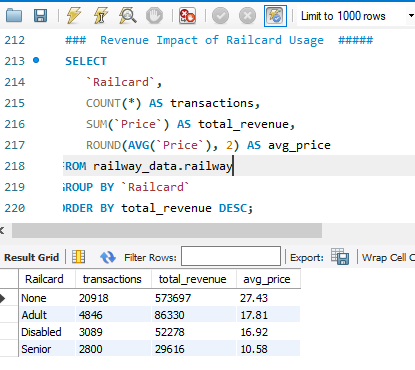 Limit to 1000 rows
212 ### Revenue Impact of Railcard Usage #####
213 SELECT
214 `Railcard`,
215 COUNT(*) AS transactions,
216 SUM(`Price`) AS total_revenue,
217 ROUND(AVG(`Price`), 2) AS avg_price
218 FROM railway_data.railway
219 GROUP BY `Railcard`
220 ORDER BY total_revenue DESC;
Result Grid Filter Rows: Export: Wrap Cell C
Railcard transactions total_revenue avg_price
None 20918 573697 27.43
Adult 4846 86330 17.81
Disabled 3089 52278 16.92
Senior 2800 29616 10.58